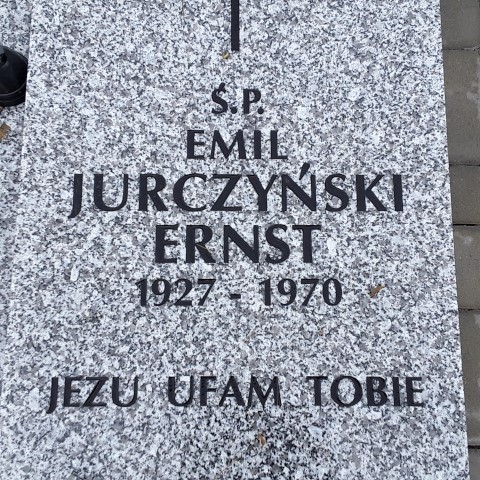 Ś.P.
EMIL
JURCZYŃSKI
ERNST
1927 - 1970
JEZU UFAM TOBIE